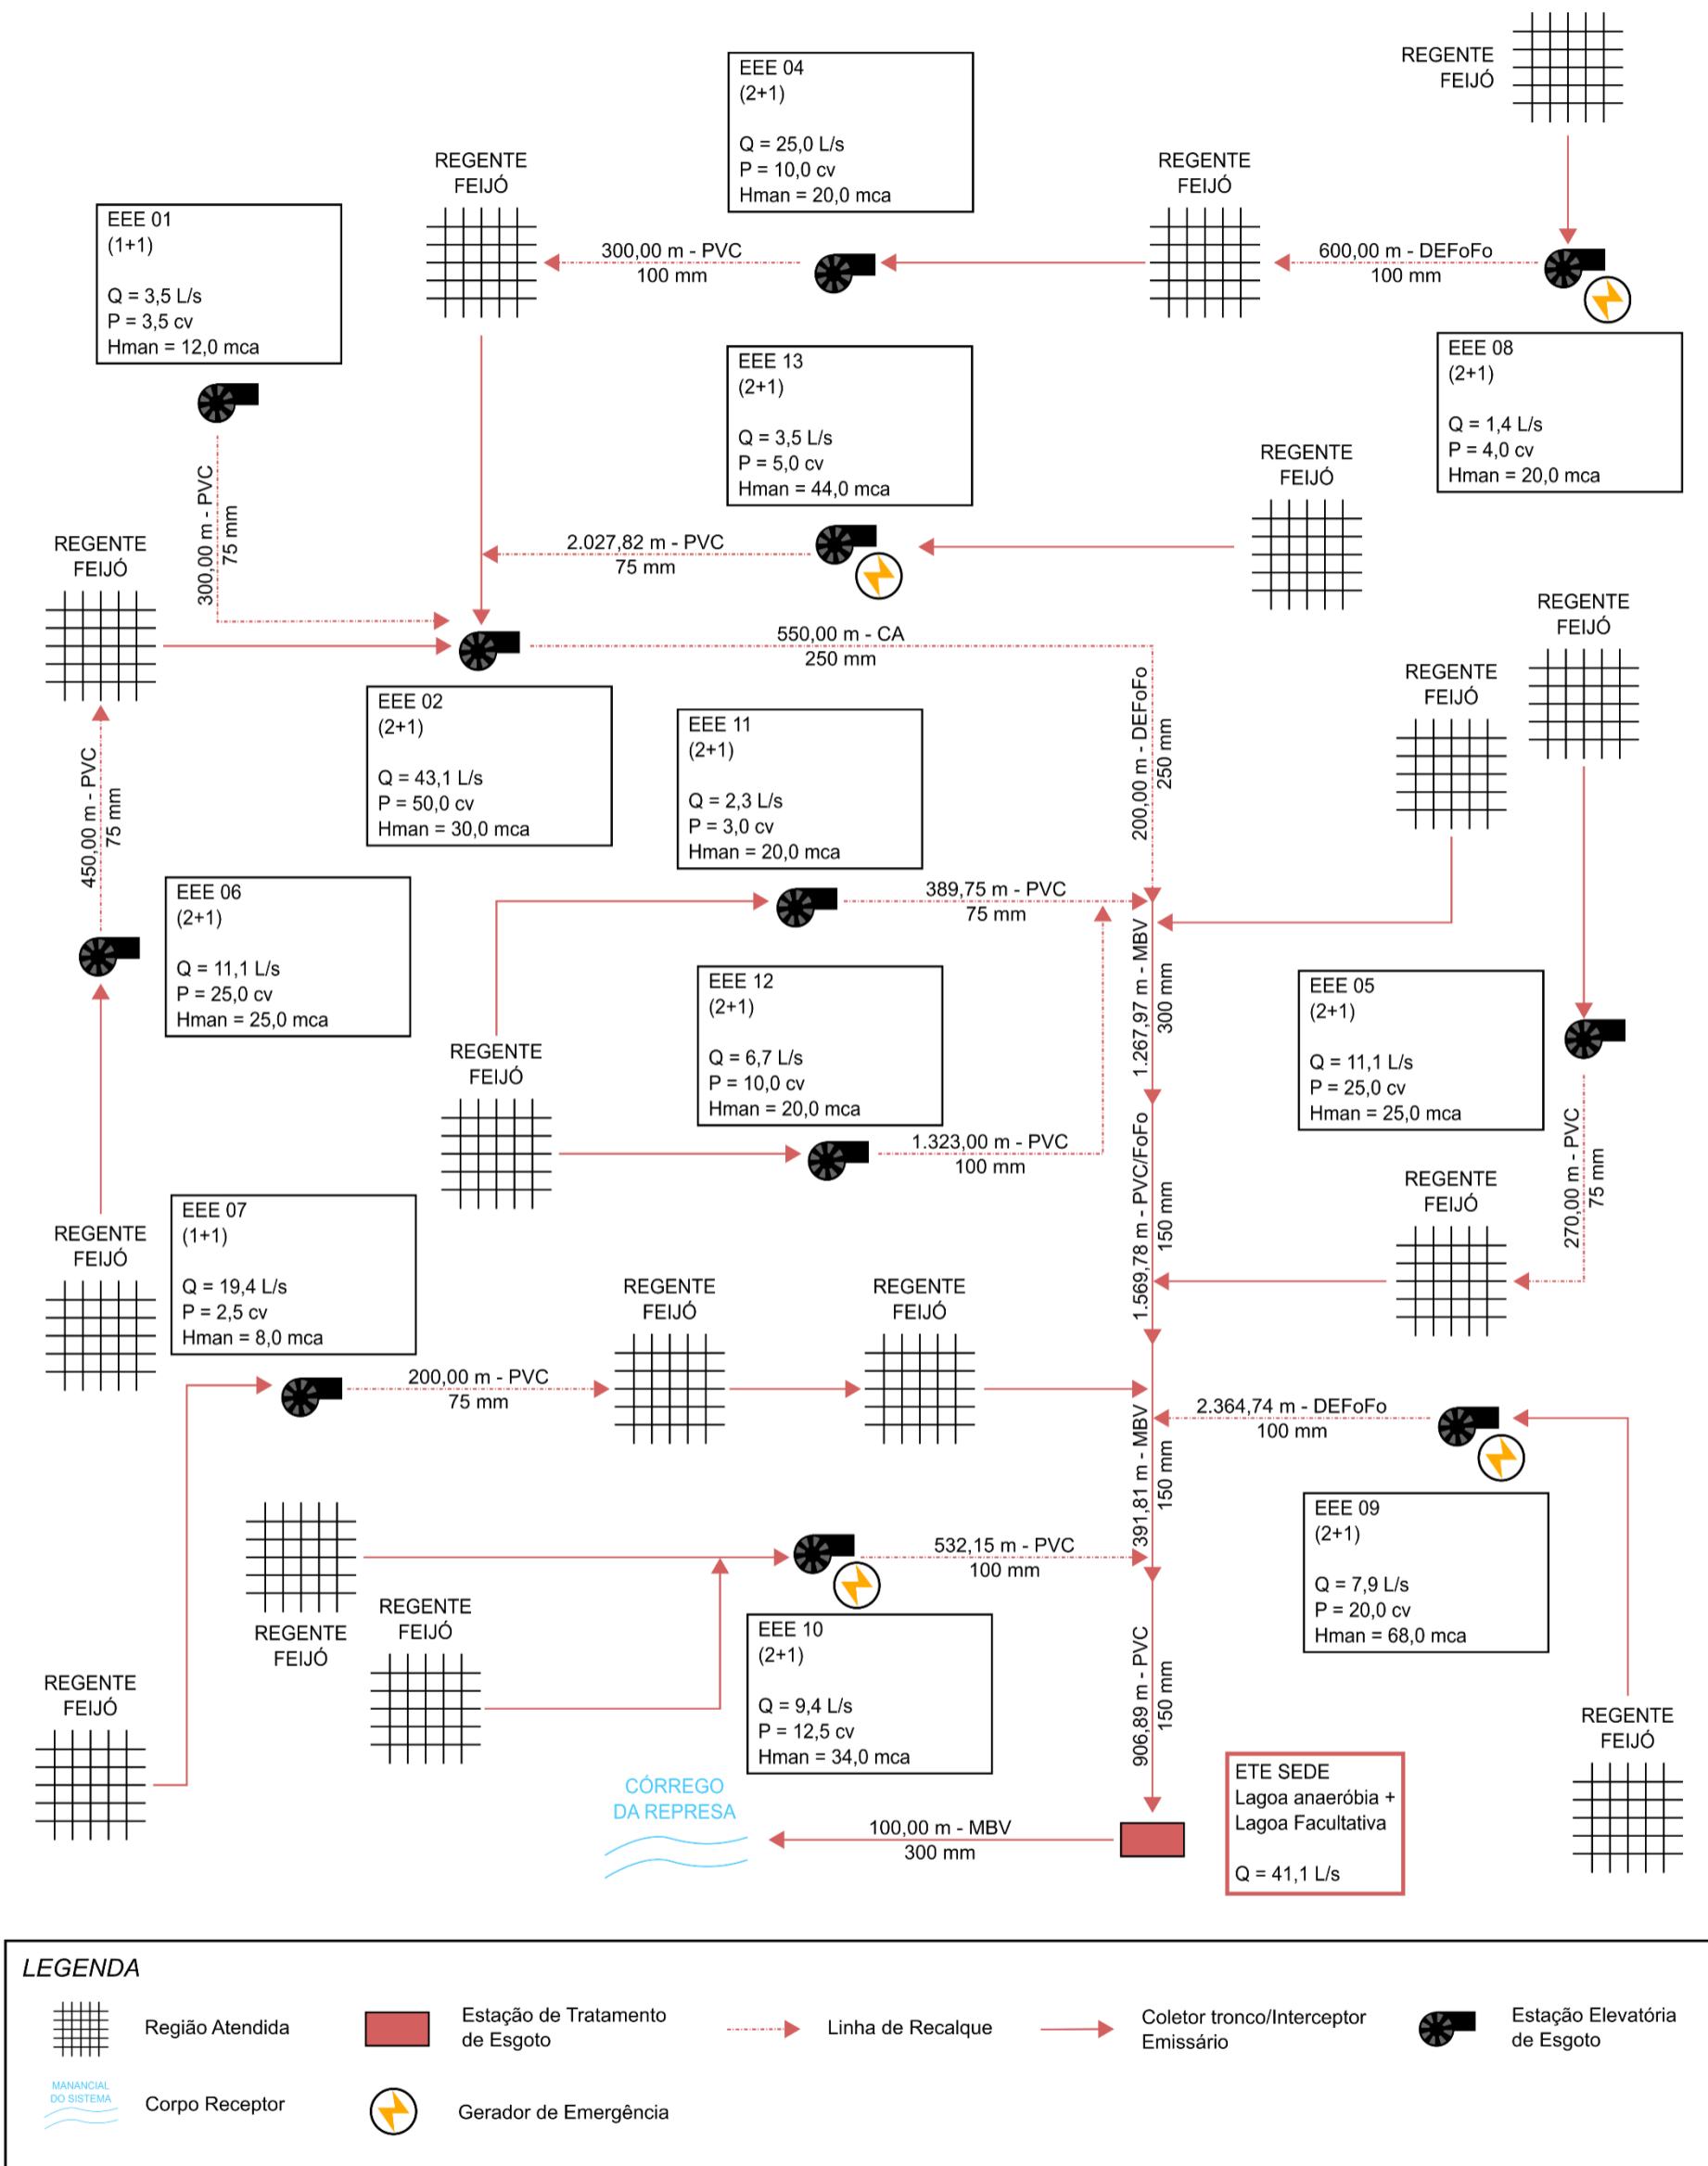 REGENTE
FEIJÓ
EEE 04
(2+1)
Q = 25,0 L/s
P = 10,0 cv
Hman = 20,0 mca
REGENTE
FEIJÓ
REGENTE
FEIJÓ
EEE 01
(1+1)
Q = 3,5 L/s
P = 3,5 cv
Hman = 12,0 mca
300,00 m - PVC
100 mm
600,00 m - DEFoFo
100 mm
EEE 08
(2+1)
Q = 1,4 L/s
P = 4,0 cv
Hman = 20,0 mca
EEE 13
(2+1)
Q = 3,5 L/s
P = 5,0 cv
Hman = 44,0 mca
REGENTE
FEIJÓ
300,00 m - PVC
75 mm
REGENTE
FEIJÓ
2.027,82 m - PVC
75 mm
REGENTE
FEIJÓ
550,00 m - CA
250 mm
REGENTE
FEIJÓ
200,00 m - DEFoFo
250 mm
EEE 02
(2+1)
Q = 43,1 L/s
P = 50,0 cv
Hman = 30,0 mca
EEE 11
(2+1)
Q = 2,3 L/s
P = 3,0 cv
Hman = 20,0 mca
450,00 m - PVC
75 mm
EEE 06
(2+1)
Q = 11,1 L/s
P = 25,0 cv
Hman = 25,0 mca
389,75 m - PVC
75 mm
1.267,97 m - MBV
300 mm
EEE 12
(2+1)
Q = 6,7 L/s
P = 10,0 cv
Hman = 20,0 mca
EEE 05
(2+1)
Q = 11,1 L/s
P = 25,0 cv
Hman = 25,0 mca
REGENTE
FEIJÓ
1.323,00 m - PVC
100 mm
1.569,78 m - PVC/FoFo
150 mm
270,00 m - PVC
75 mm
REGENTE
FEIJÓ
REGENTE
FEIJÓ
EEE 07
(1+1)
Q = 19,4 L/s
P = 2,5 cv
Hman = 8,0 mca
REGENTE
FEIJÓ
REGENTE
FEIJÓ
200,00 m - PVC
75 mm
2.364,74 m - DEFoFo
100 mm
391,81 m - MBV
150 mm
EEE 09
(2+1)
Q = 7,9 L/s
P = 20,0 cv
Hman = 68,0 mca
532,15 m - PVC
100 mm
REGENTE
FEIJÓ
REGENTE
FEIJÓ
EEE 10
(2+1)
Q = 9,4 L/s
P = 12,5 cv
Hman = 34,0 mca
906,89 m - PVC
150 mm
REGENTE
FEIJÓ
REGENTE
FEIJÓ
CÓRREGO
DA REPRESA
ETE SEDE
Lagoa anaeróbia +
Lagoa Facultativa
Q = 41,1 L/s
100,00 m - MBV
300 mm
LEGENDA
Região Atendida
Estação de Tratamento
de Esgoto
Linha de Recalque
Coletor tronco/Interceptor
Emissário
Estação Elevatória
de Esgoto
MANANCIAL
DO SISTEMA
Corpo Receptor
Gerador de Emergência